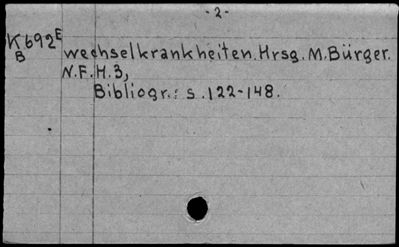 - 2 -
K692E
B
wechselkrankheiten. Hrsg. M. Bürger.
N.F.H.3,
Bibliogr.: s. 122-148.